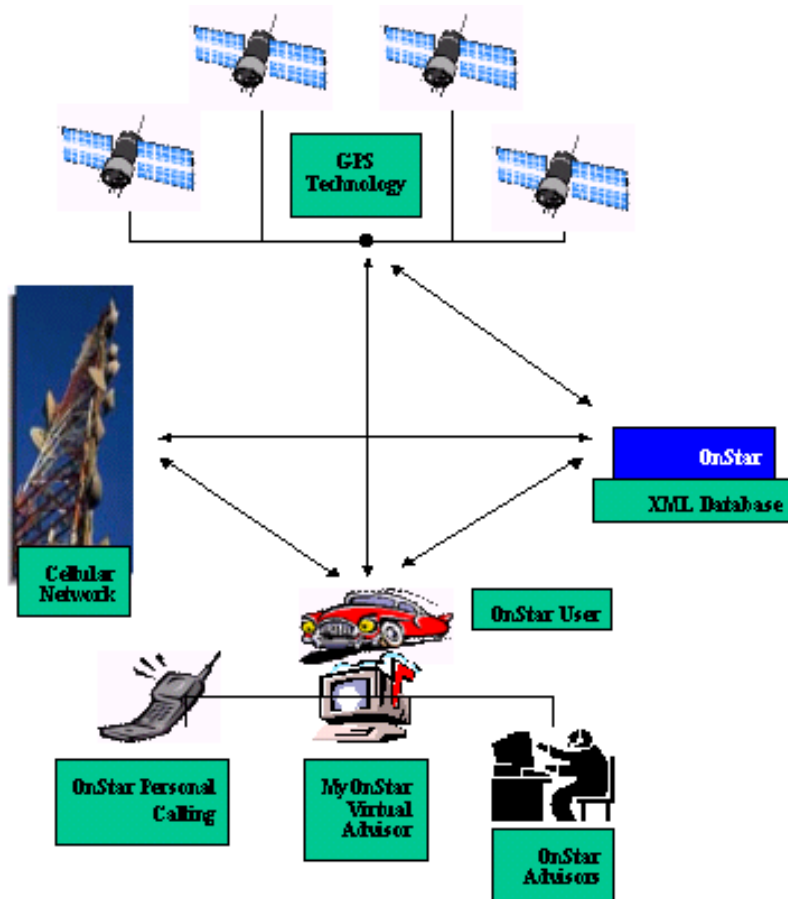 GPS
Technology
OnStar
XML Database
Cellular
Network
OnStar User
OnStar Personal
Calling
MyOnStar
Virtual
Advisor
OnStar
Advisors